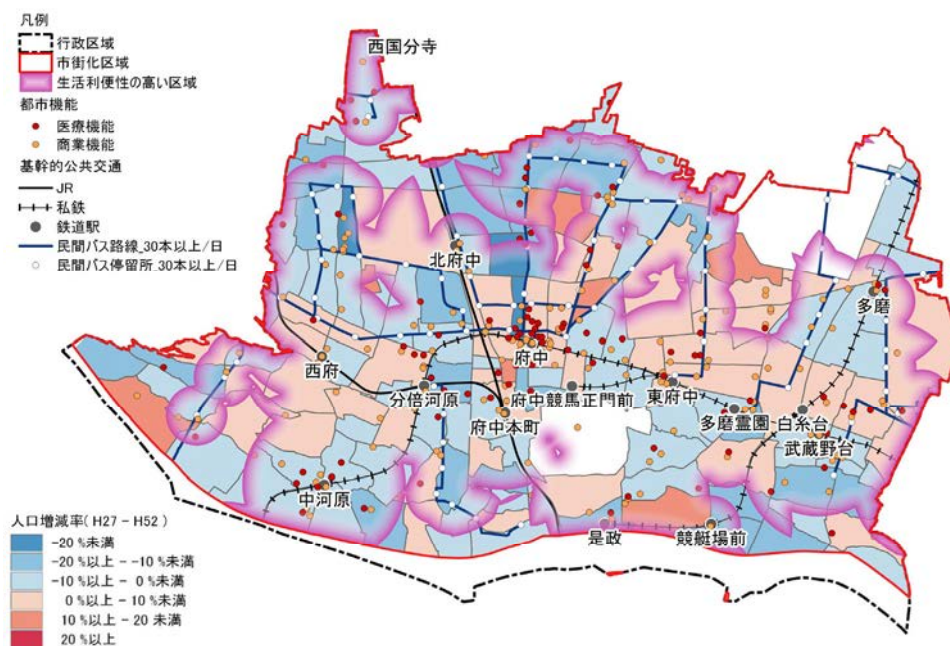 凡例
行政区域
市街化区域
生活利便性の高い区域
都市機能
医療機能
商業機能
基幹的公共交通
JR
私鉄
鉄道駅
民間バス路線_30本以上/日
民間バス停留所_30本以上/日
西国分寺
北府中
多磨
府中
西府
分倍河原
府中競馬正門前
東府中
府中本町
多磨霊園
白糸台
武蔵野台
中河原
是政
競艇場前
人口増減率(H27-H52)
-20%未満
-20%以上--10%未満
-10%以上-0%未満
0%以上-10%未満
10%以上-20未満
20%以上